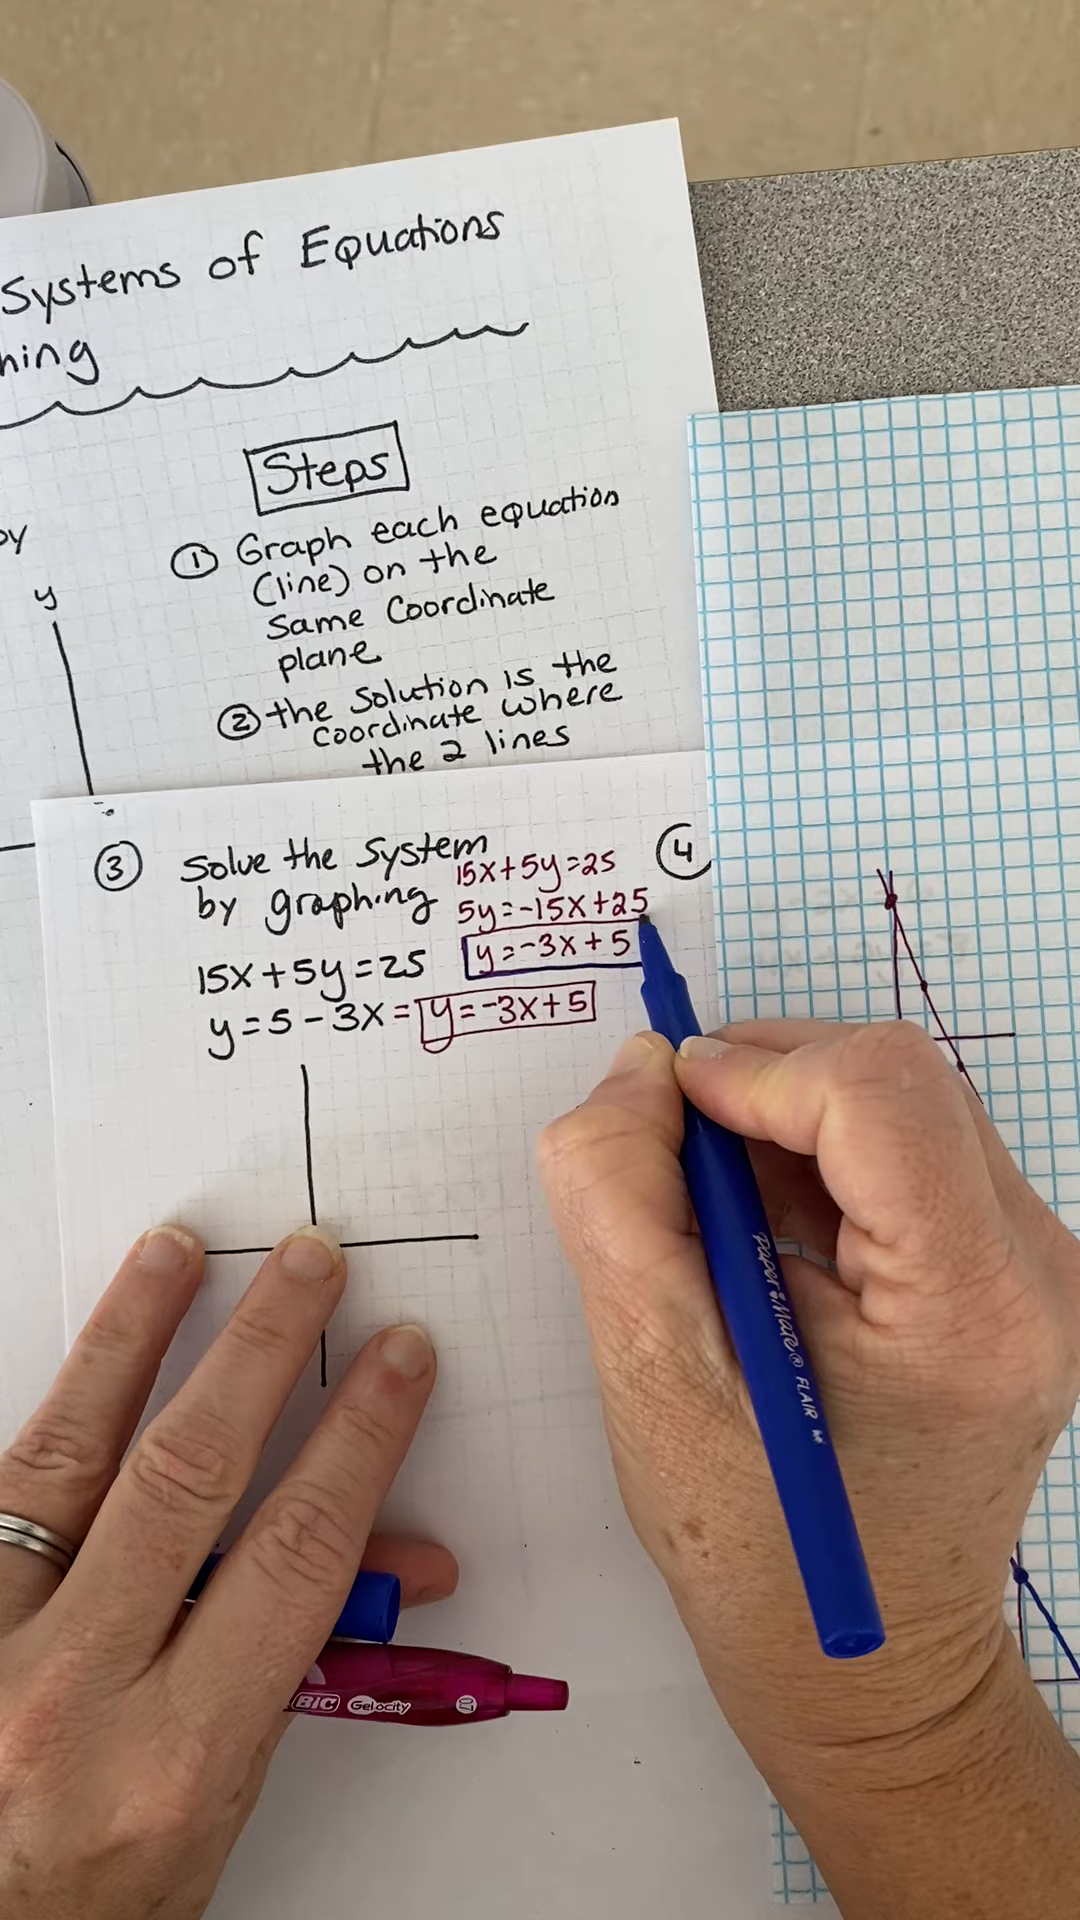 Systems of Equations
hing
Steps
① Graph each equation
(line) on the
Same Coordinate
plane
② the Solution is the
Coordinate where
the 2 lines
y
③ Solve the System
by graphing
15x+5y=25
y=5-3x=y=-3x+5
15x+5y=25
5y=-15x+25
y=-3x+5
④
Paper:Mate® FLAIR M
BIC Gelocity 0.7